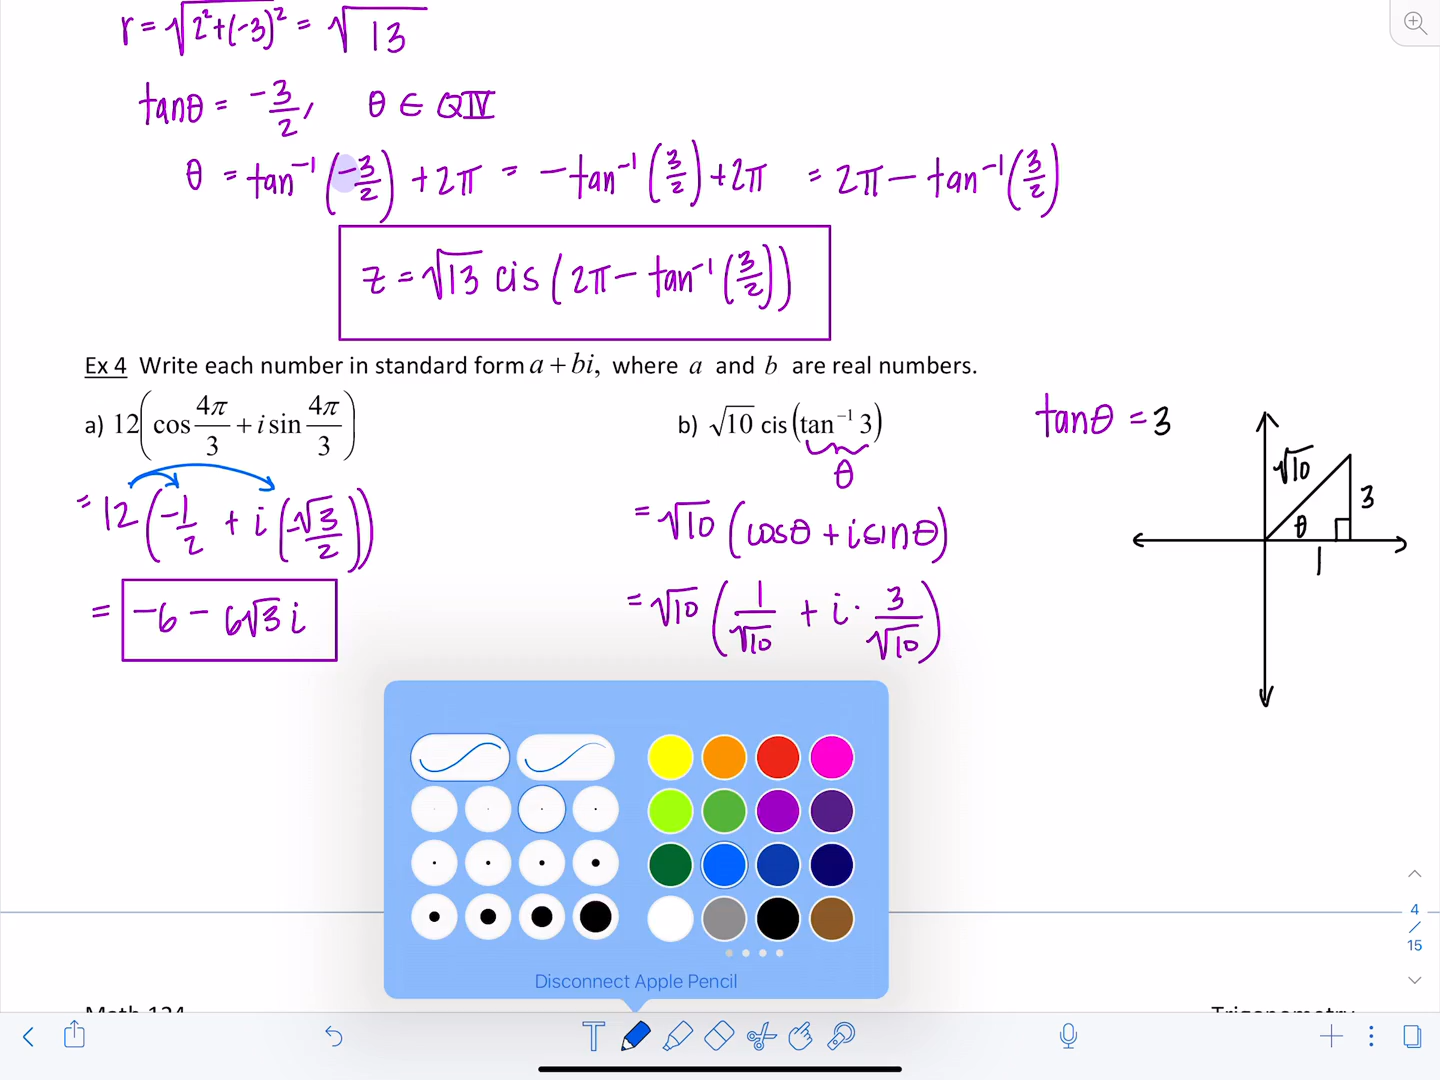 r = √(2² + (-3)²) = √13
tanθ = -3/2, θ ∈ QIV
θ = tan⁻¹(-3/2) + 2π = -tan⁻¹(3/2) + 2π = 2π - tan⁻¹(3/2)
z = √13 cis(2π - tan⁻¹(3/2))
Ex 4 Write each number in standard form a + bi, where a and b are real numbers.
a) 12(cos 4π/3 + i sin 4π/3)
= 12(-1/2 + i(-√3/2))
= -6 - 6√3 i
b) √10 cis(tan⁻¹ 3)
θ
= √10 (cosθ + i sinθ)
= √10 (1/√10 + i · 3/√10)
tanθ = 3
√10
3
θ
1
Disconnect Apple Pencil
4
/
15
T